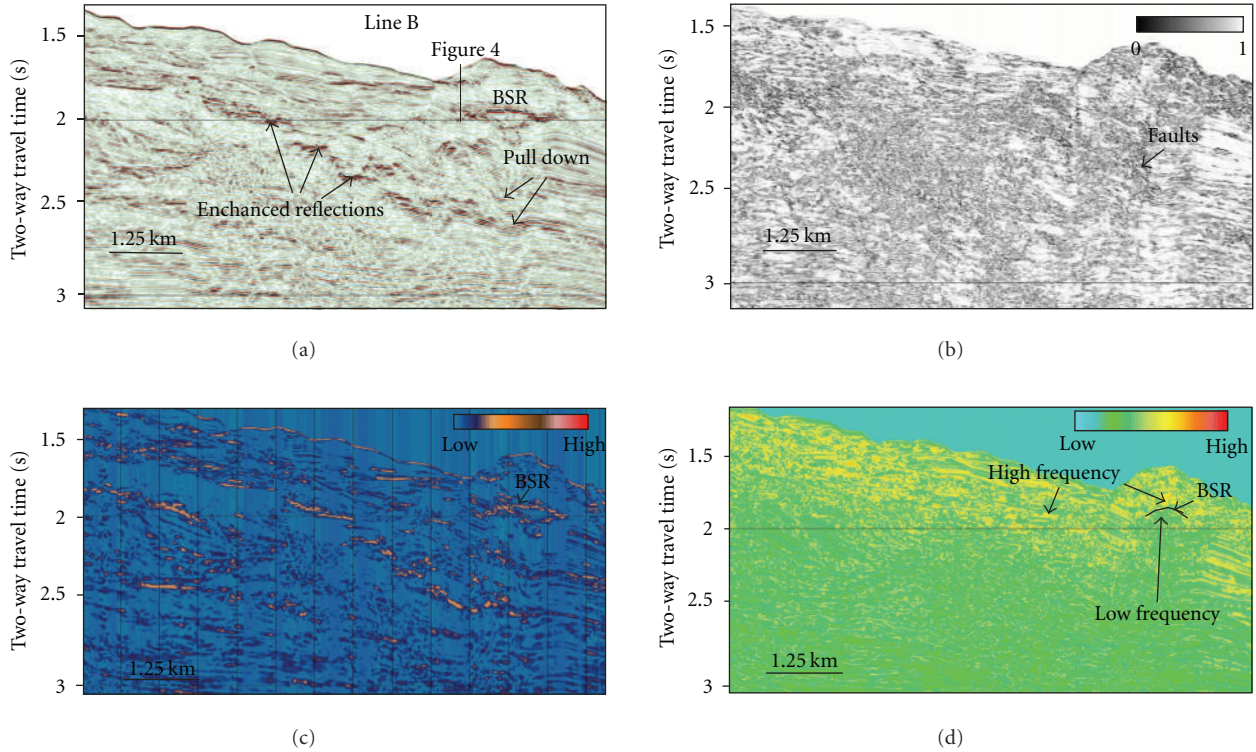 Line B
Figure 4
BSR
Pull down
Enchanced reflections
1.25 km
1.5
2
2.5
3
Two-way travel time (s)
(a)
0 1
Faults
1.25 km
1.5
2
2.5
3
Two-way travel time (s)
(b)
Low High
BSR
1.25 km
1.5
2
2.5
3
Two-way travel time (s)
(c)
Low High
High frequency
BSR
Low frequency
1.25 km
1.5
2
2.5
3
Two-way travel time (s)
(d)